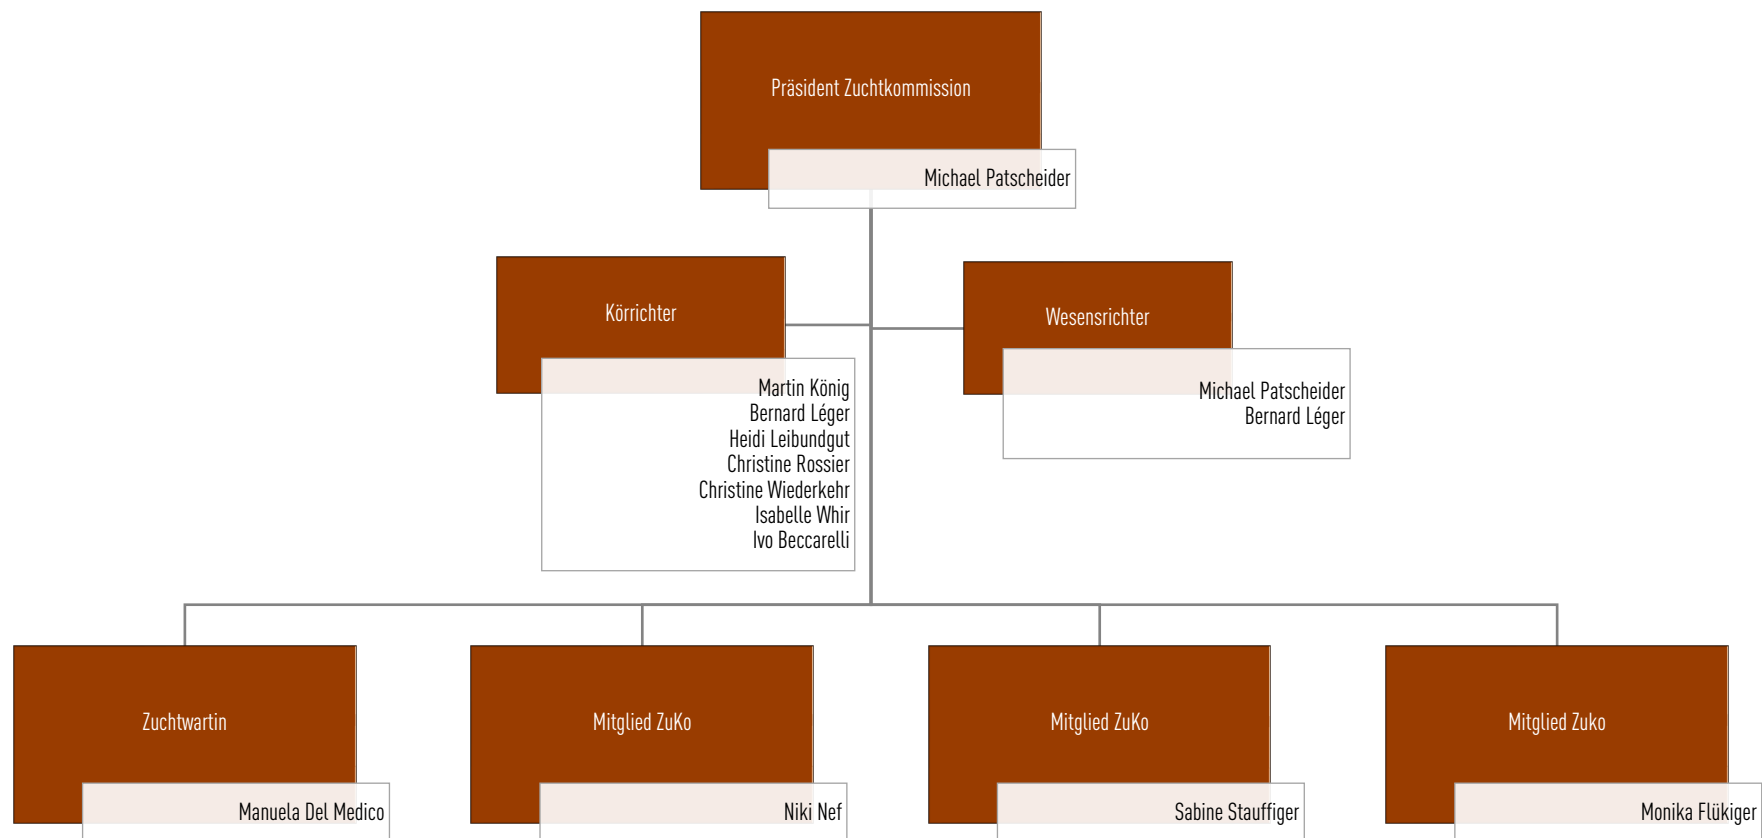 Präsident Zuchtkommission
Michael Patscheider
Körrichter
Martin König
Bernard Léger
Heidi Leibundgut
Christine Rossier
Christine Wiederkehr
Isabelle Whir
Ivo Beccarelli
Wesensrichter
Michael Patscheider
Bernard Léger
Zuchtwartin
Manuela Del Medico
Mitglied ZuKo
Niki Nef
Mitglied ZuKo
Sabine Stauffiger
Mitglied Zuko
Monika Flükiger